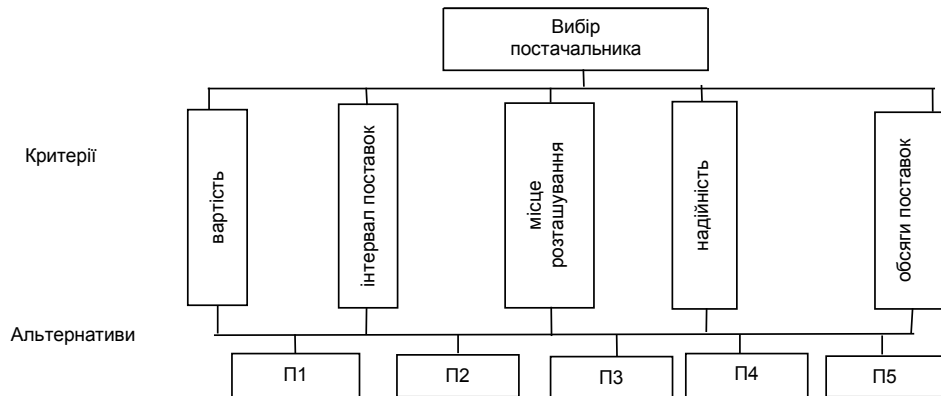 Вибір
постачальника
Критерії
вартість
інтервал поставок
місце
розташування
надійність
обсяги поставок
Альтернативи
П1
П2
П3
П4
П5